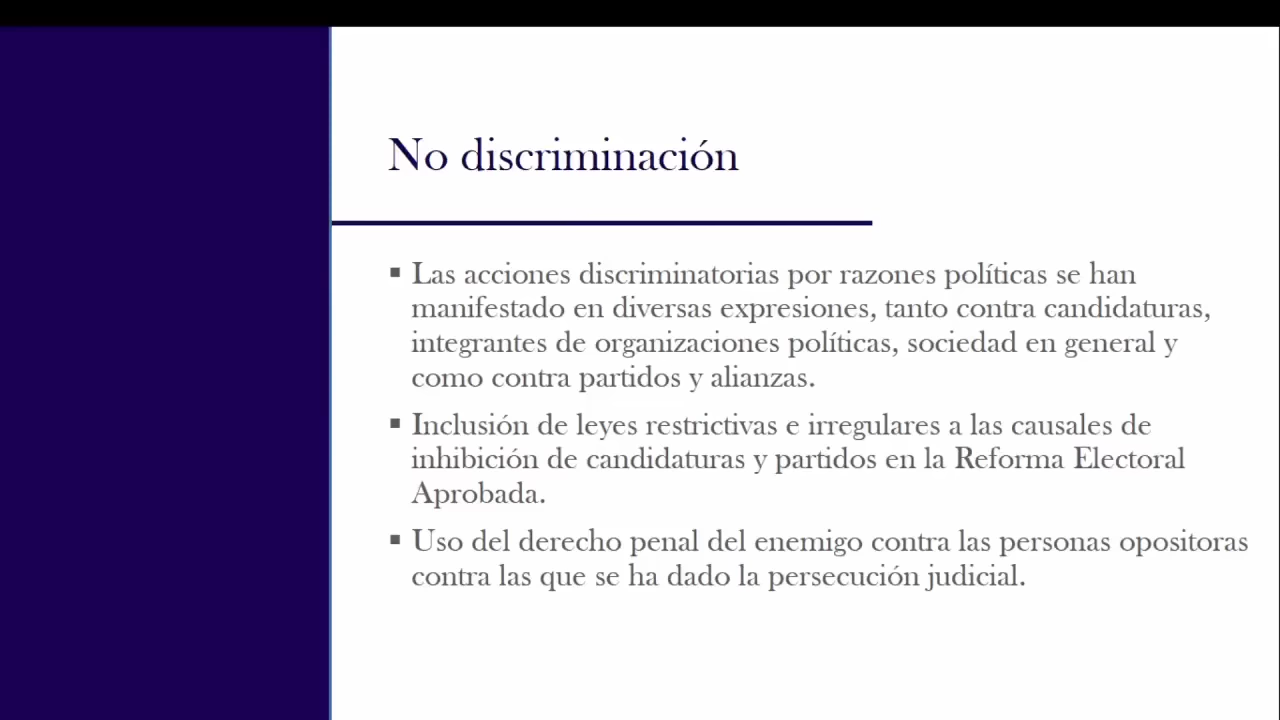 No discriminación
▪ Las acciones discriminatorias por razones políticas se han
manifestado en diversas expresiones, tanto contra candidaturas,
integrantes de organizaciones políticas, sociedad en general y
como contra partidos y alianzas.
▪ Inclusión de leyes restrictivas e irregulares a las causales de
inhibición de candidaturas y partidos en la Reforma Electoral
Aprobada.
▪ Uso del derecho penal del enemigo contra las personas opositoras
contra las que se ha dado la persecución judicial.